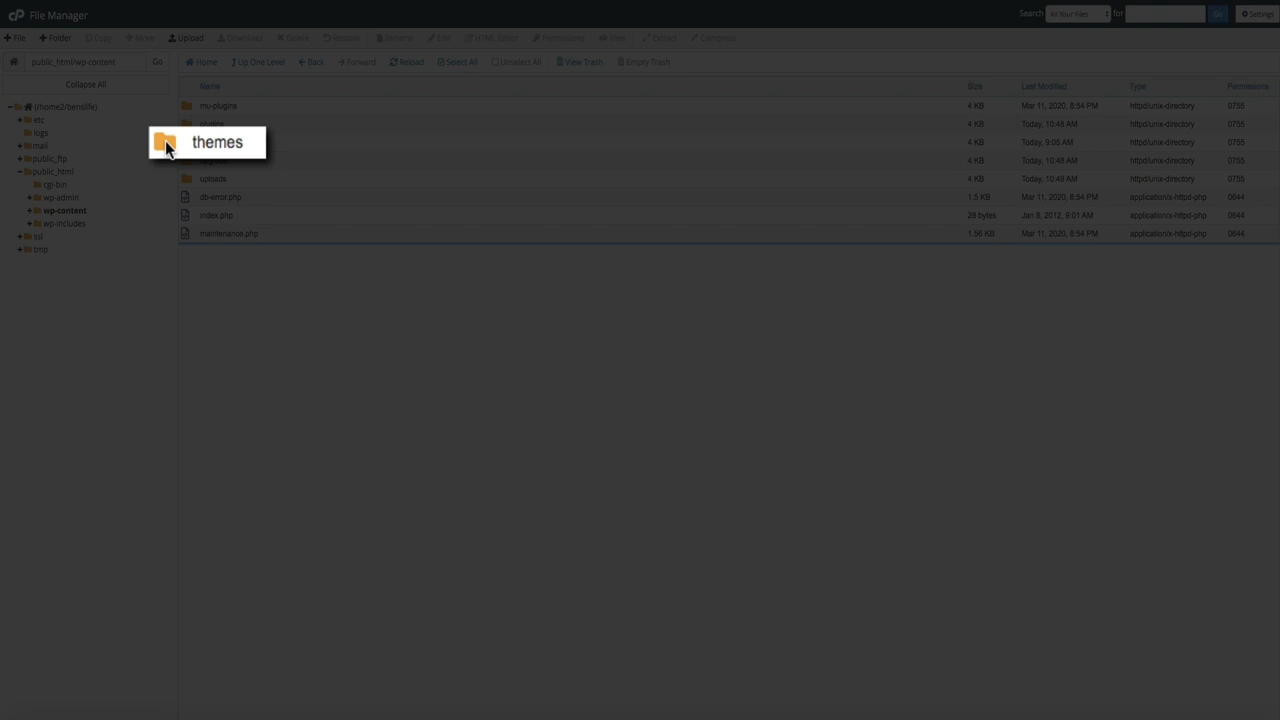 File Manager
Search All Your Files for Go Settings
File Folder Copy Move Upload Download Delete Restore Rename Edit HTML Editor Permissions View Extract Compress
public_html/wp-content Go Home Up One Level Back Forward Reload Select All Unselect All View Trash Empty Trash
Collapse All
Name Size Last Modified Type Permissions
(/home2/benslife)
etc
logs
mail
public_ftp
public_html
cgi-bin
wp-admin
wp-content
wp-includes
ssl
tmp
mu-plugins 4 KB Mar 11, 2020, 8:54 PM httpd/unix-directory 0755
plugins 4 KB Today, 10:48 AM httpd/unix-directory 0755
themes 4 KB Today, 9:05 AM httpd/unix-directory 0755
4 KB Today, 10:48 AM httpd/unix-directory 0755
uploads 4 KB Today, 10:49 AM httpd/unix-directory 0755
db-error.php 1.5 KB Mar 11, 2020, 8:54 PM application/x-httpd-php 0644
index.php 28 bytes Jan 8, 2012, 9:01 AM application/x-httpd-php 0644
maintenance.php 1.56 KB Mar 11, 2020, 8:54 PM application/x-httpd-php 0644